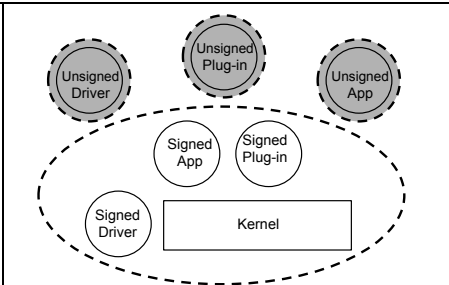 Unsigned
Driver
Unsigned
Plug-in
Unsigned
App
Signed
App
Signed
Plug-in
Signed
Driver
Kernel